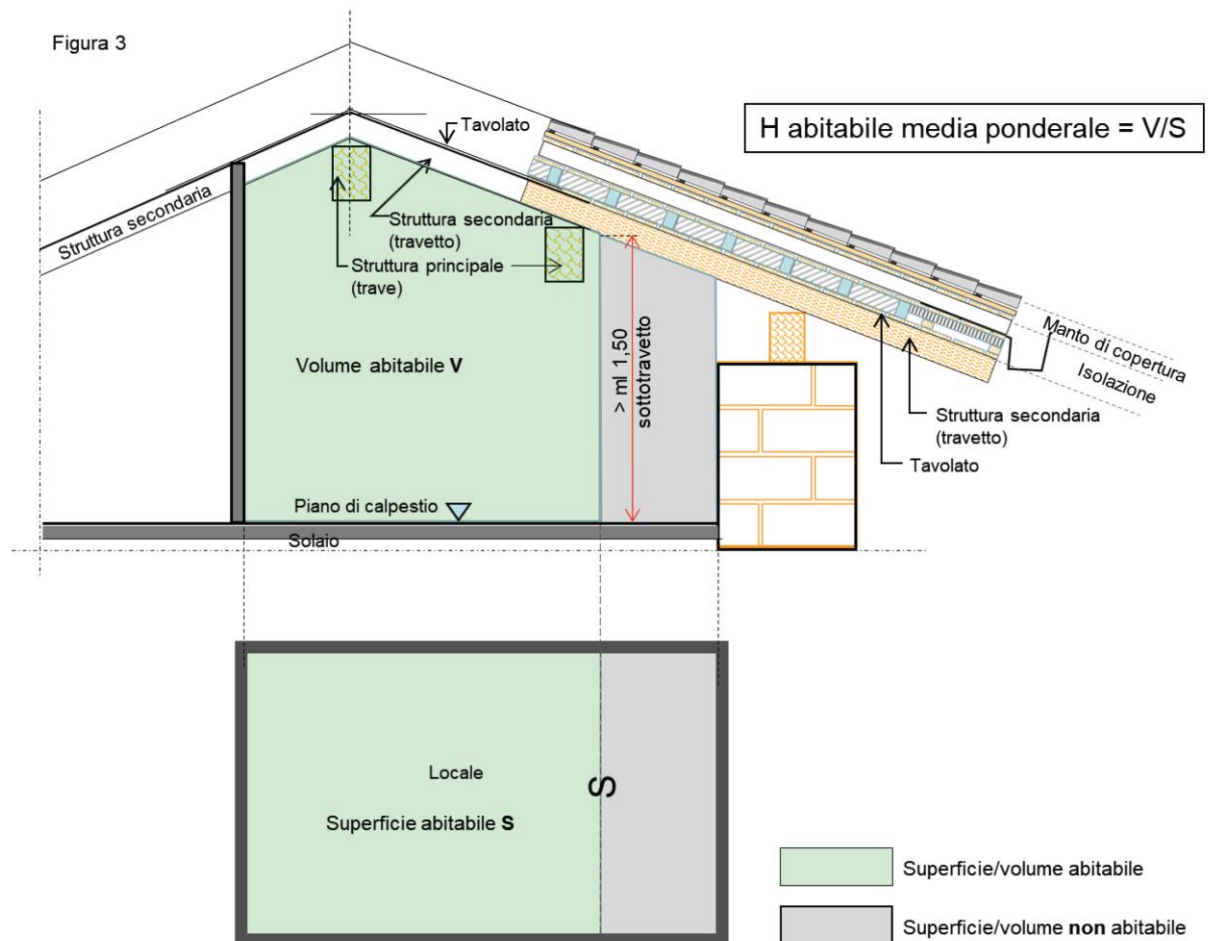 Figura 3
H abitabile media ponderale = V/S
Tavolato
Struttura secondaria
Struttura secondaria
(travetto)
Struttura principale
(trave)
Volume abitabile V
> ml 1,50
sottotravetto
Manto di copertura
Isolazione
Struttura secondaria
(travetto)
Tavolato
Piano di calpestio
Solaio
Locale
S
Superficie abitabile S
Superficie/volume abitabile
Superficie/volume non abitabile